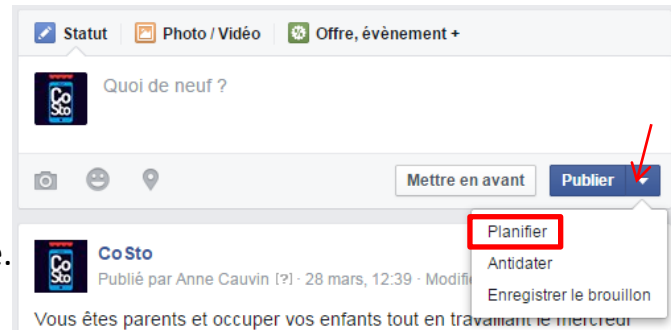 Statut Photo / Vidéo Offre, évènement +
Co Sto
Quoi de neuf ?
Mettre en avant Publier
Planifier
Antidater
Enregistrer le brouillon
e.
Co Sto
CoSto
Publié par Anne Cauvin [?] · 28 mars, 12:39 · Modifi
Vous êtes parents et occuper vos enfants tout en travaillant le mercredi